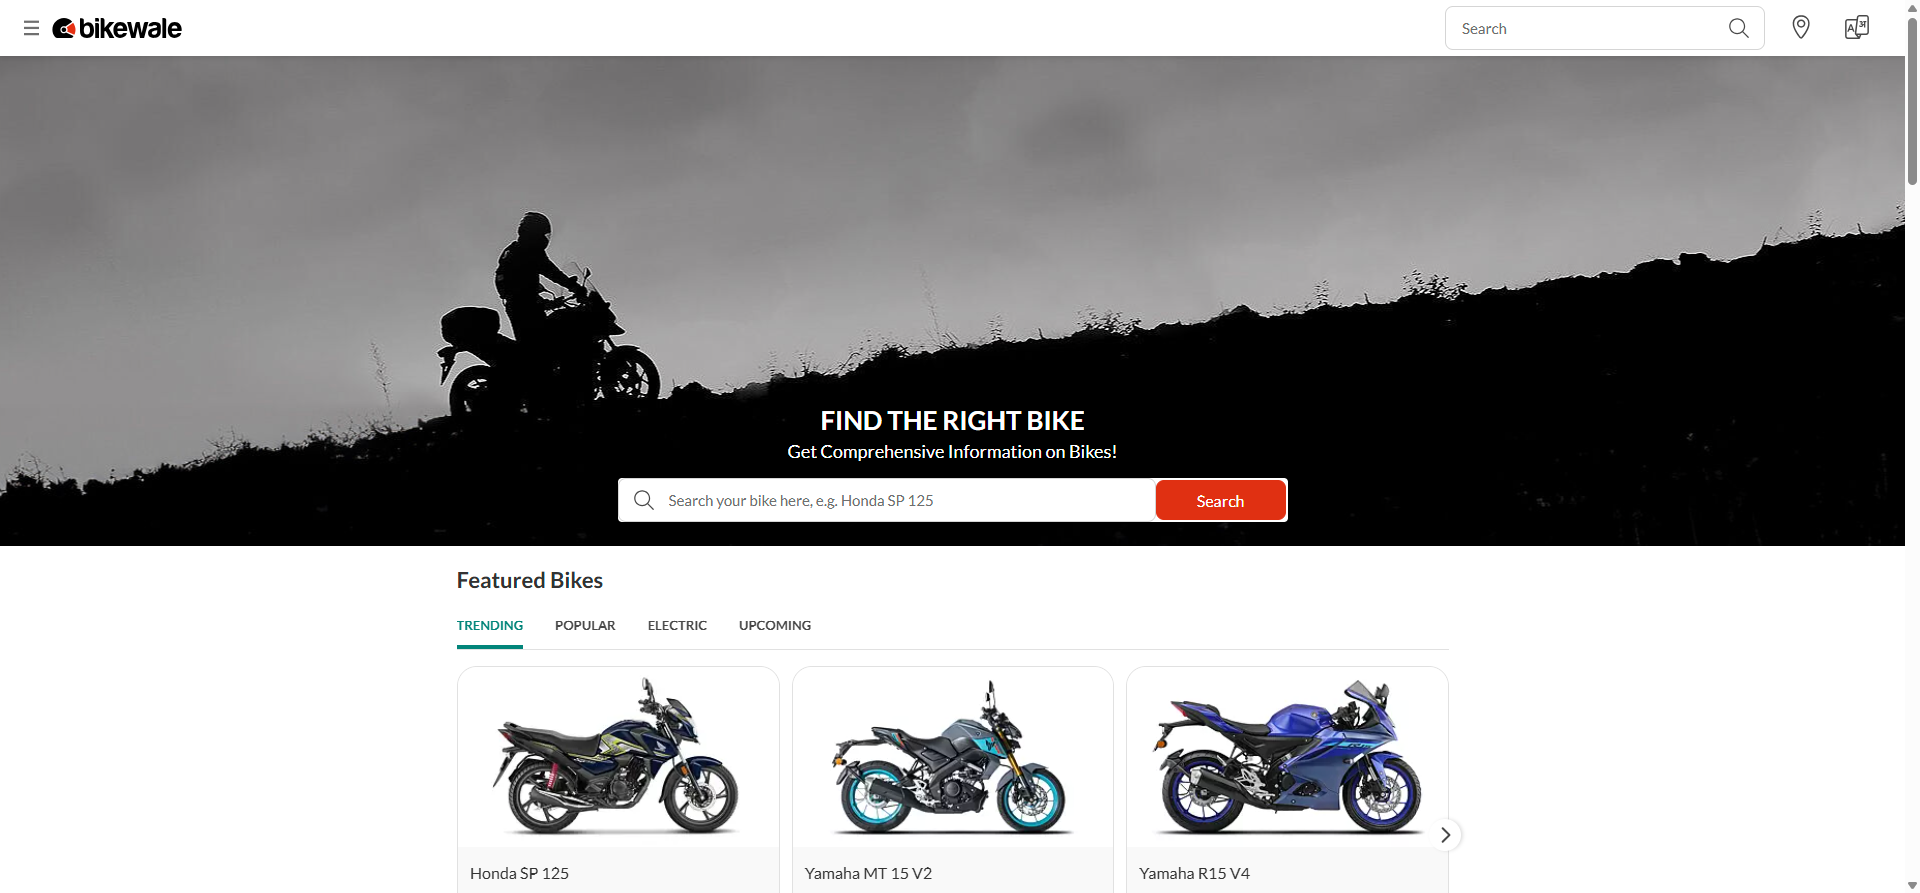 bikewale
Search
FIND THE RIGHT BIKE
Get Comprehensive Information on Bikes!
Search your bike here, e.g. Honda SP 125
Search
Featured Bikes
TRENDING
POPULAR
ELECTRIC
UPCOMING
Honda SP 125
Yamaha MT 15 V2
Yamaha R15 V4